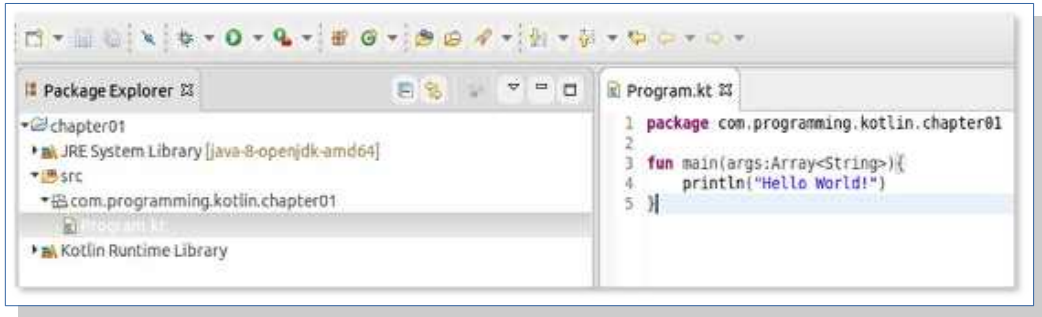 Package Explorer
chapter01
JRE System Library [java-8-openjdk-amd64]
src
com.programming.kotlin.chapter01
Program.kt
Kotlin Runtime Library
Program.kt
1 package com.programming.kotlin.chapter01
2
3 fun main(args:Array<String>){
4 println("Hello World!")
5 }